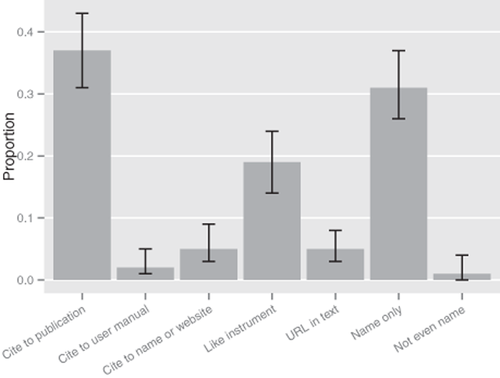 Proportion
0.4
0.3
0.2
0.1
0.0
Cite to publication
Cite to user manual
Cite to name or website
Like instrument
URL in text
Name only
Not even name